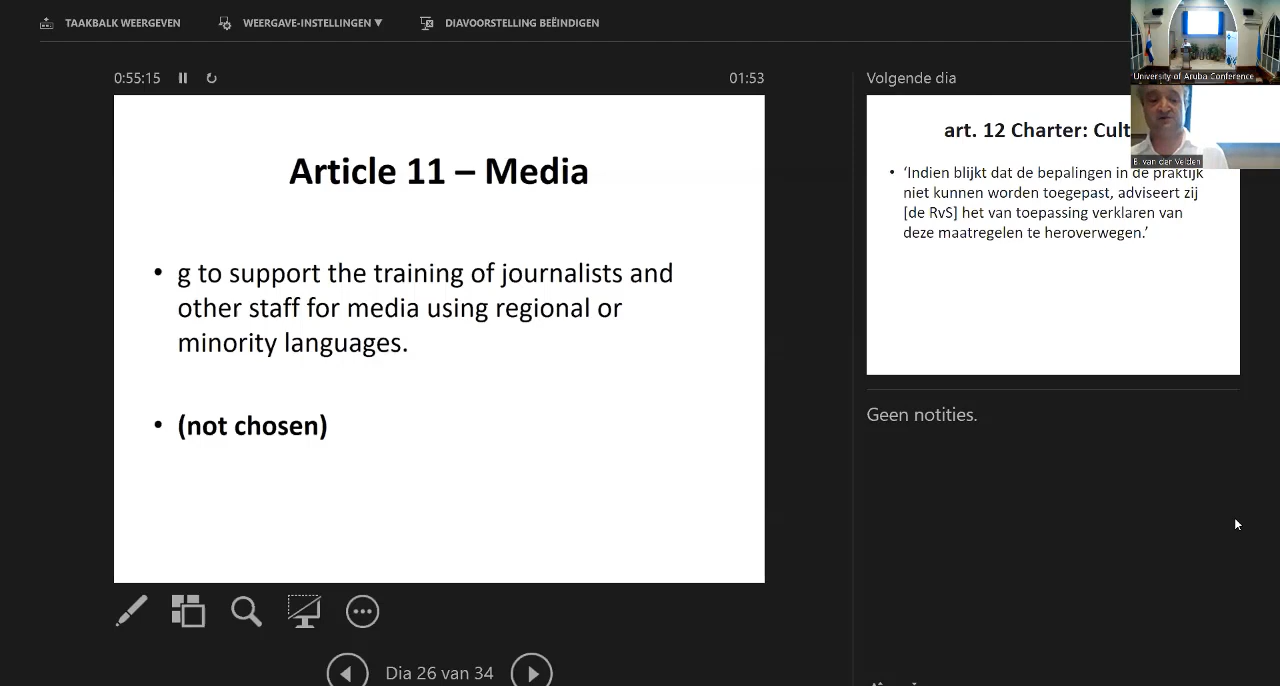 TAAKBALK WEERGEVEN
WEERGAVE-INSTELLINGEN ▼
DIAVOORSTELLING BEËINDIGEN
0:55:15
01:53
Article 11 – Media
• g to support the training of journalists and
other staff for media using regional or
minority languages.
• (not chosen)
Dia 26 van 34
Volgende dia
art. 12 Charter: Cult
• ‘Indien blijkt dat de bepalingen in de praktijk
niet kunnen worden toegepast, adviseert zij
[de RvS] het van toepassing verklaren van
deze maatregelen te heroverwegen.’
Geen notities.
University of Aruba Conference
B. van der Velden